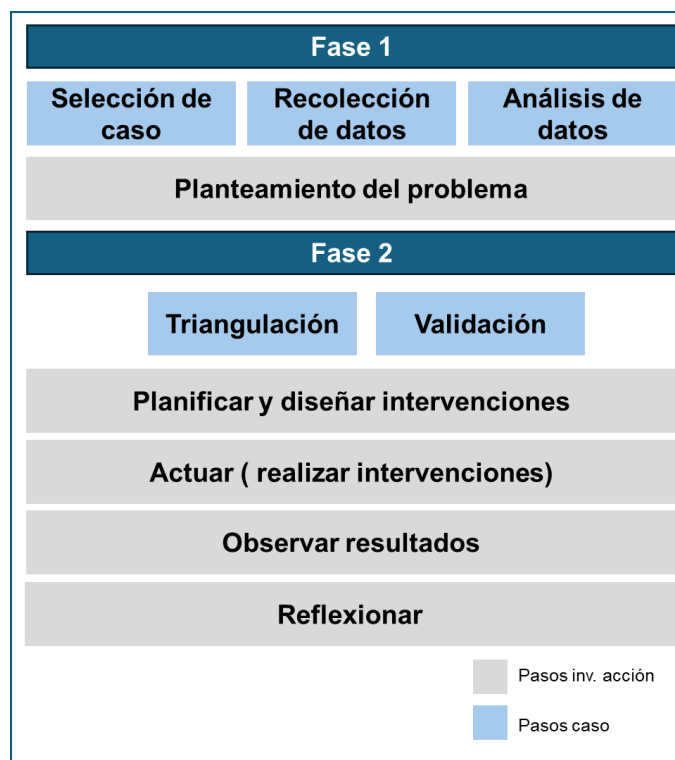 Fase 1
Selección de
caso
Recolección
de datos
Análisis de
datos
Planteamiento del problema
Fase 2
Triangulación
Validación
Planificar y diseñar intervenciones
Actuar ( realizar intervenciones)
Observar resultados
Reflexionar
Pasos inv. acción
Pasos caso